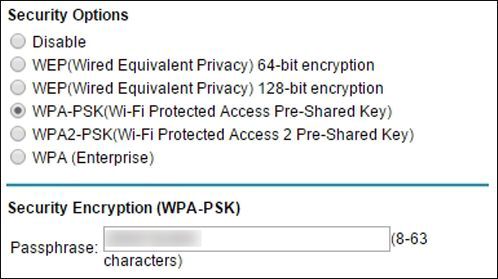 Security Options
Disable
WEP(Wired Equivalent Privacy) 64-bit encryption
WEP(Wired Equivalent Privacy) 128-bit encryption
WPA-PSK(Wi-Fi Protected Access Pre-Shared Key)
WPA2-PSK(Wi-Fi Protected Access 2 Pre-Shared Key)
WPA (Enterprise)
Security Encryption (WPA-PSK)
Passphrase: (8-63
characters)